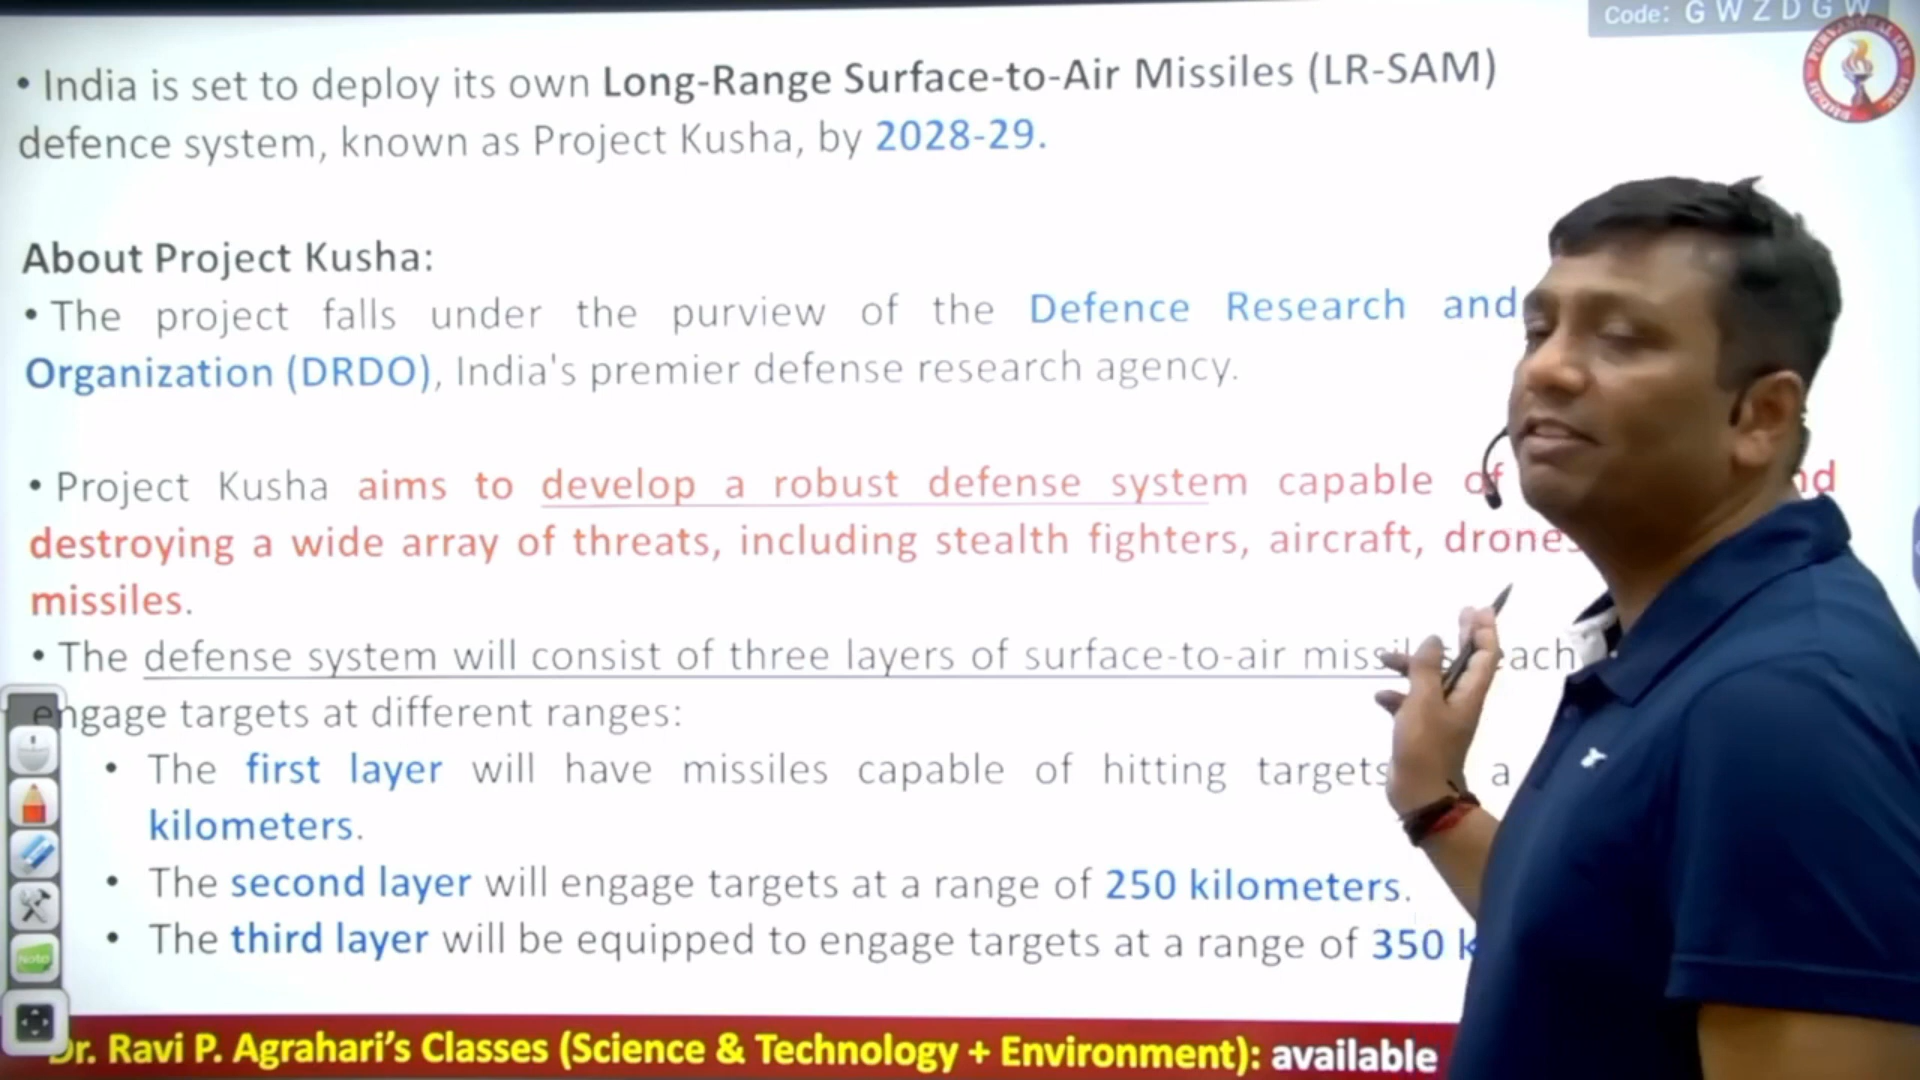 Code: G W Z D G W
• India is set to deploy its own Long-Range Surface-to-Air Missiles (LR-SAM)
defence system, known as Project Kusha, by 2028-29.
About Project Kusha:
• The project falls under the purview of the Defence Research and
Organization (DRDO), India's premier defense research agency.
• Project Kusha aims to develop a robust defense system capable of
destroying a wide array of threats, including stealth fighters, aircraft, drones
missiles.
• The defense system will consist of three layers of surface-to-air
engage targets at different ranges:
• The first layer will have missiles capable of hitting targets a
kilometers.
• The second layer will engage targets at a range of 250 kilometers.
• The third layer will be equipped to engage targets at a range of 350 k
Note
Dr. Ravi P. Agrahari's Classes (Science & Technology + Environment): available